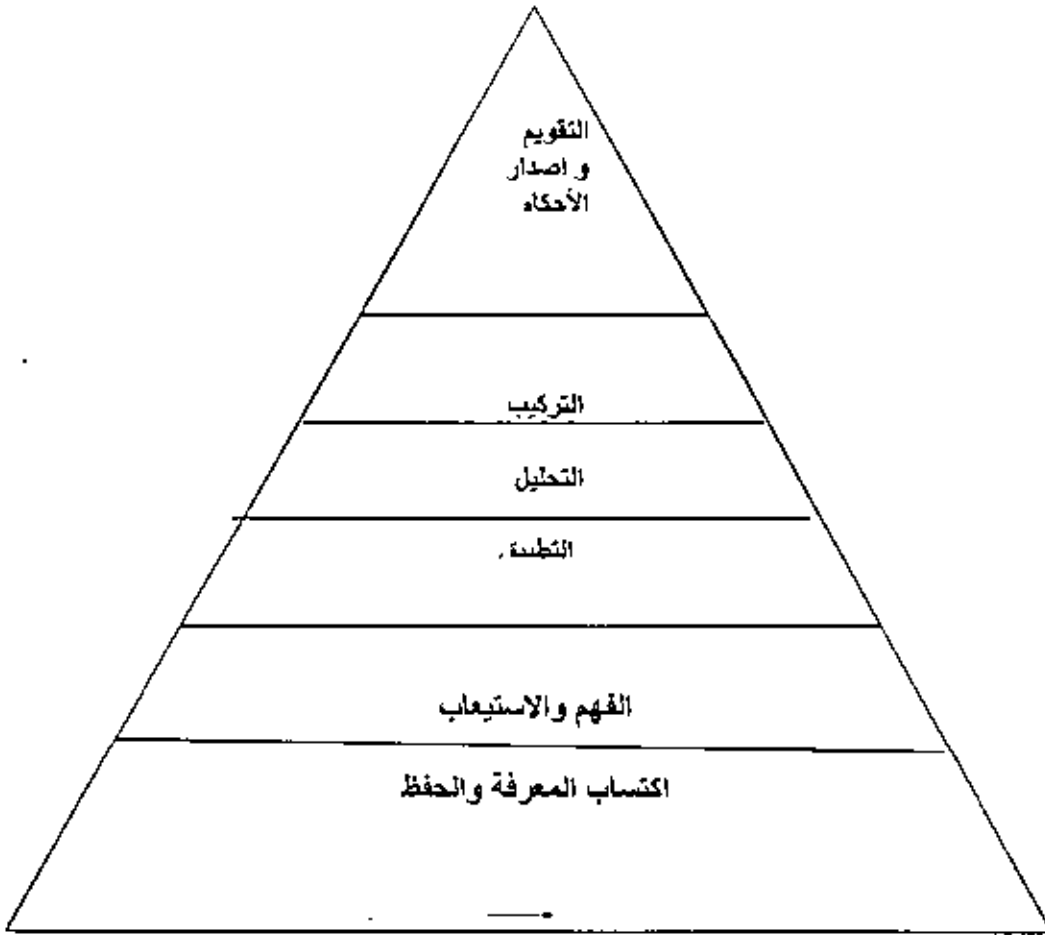 التقويم
و اصدار
الأحكام
التركيب
التحليل
التطبيق
الفهم والاستيعاب
اكتساب المعرفة والحفظ